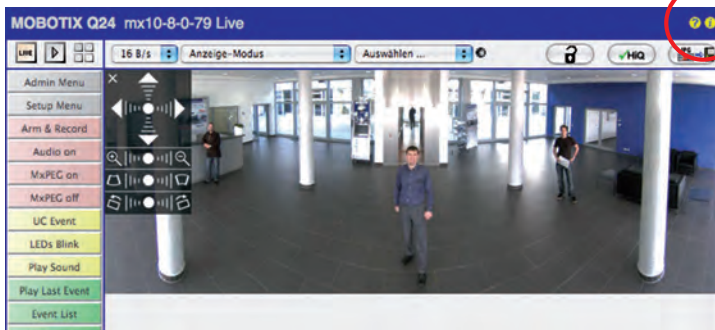 MOBOTIX Q24 mx10-8-0-79 Live
? i
LIVE 16 B/s Anzeige-Modus Auswählen ... HiQ
Admin Menu
Setup Menu
Arm & Record
Audio on
MxPEG on
MxPEG off
UC Event
LEDs Blink
Play Sound
Play Last Event
Event List